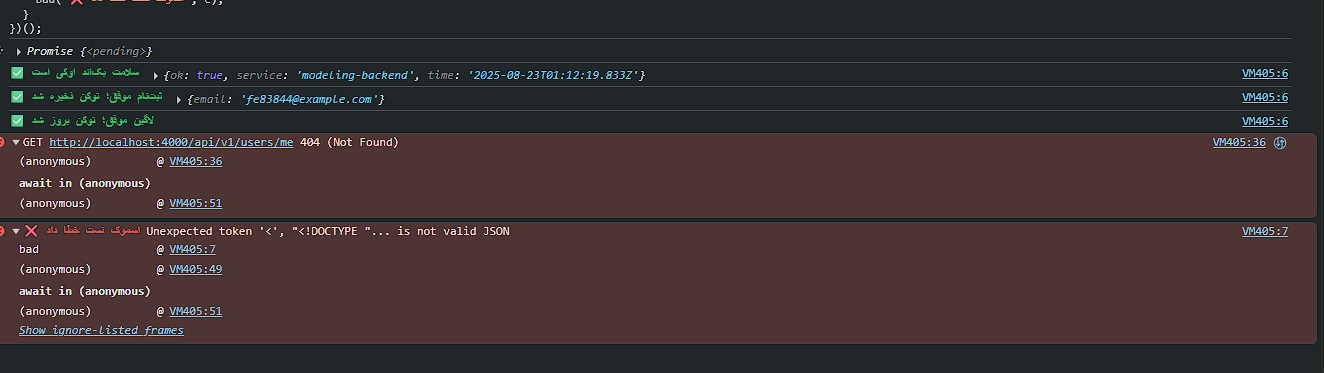 })();
Promise {<pending>}
✅ سلامت بک‌اند اوکی است {ok: true, service: 'modeling-backend', time: '2025-08-23T01:12:19.833Z'} VM405:6
✅ ثبت‌نام موفق؛ توکن ذخیره شد {email: 'fe83844@example.com'} VM405:6
✅ لاگین موفق؛ توکن بروز شد VM405:6
GET http://localhost:4000/api/v1/users/me 404 (Not Found) VM405:36
(anonymous) @ VM405:36
await in (anonymous)
(anonymous) @ VM405:51
❌ اسموک تست خطا داد Unexpected token '<', "<!DOCTYPE "... is not valid JSON VM405:7
bad @ VM405:7
(anonymous) @ VM405:49
await in (anonymous)
(anonymous) @ VM405:51
Show ignore-listed frames